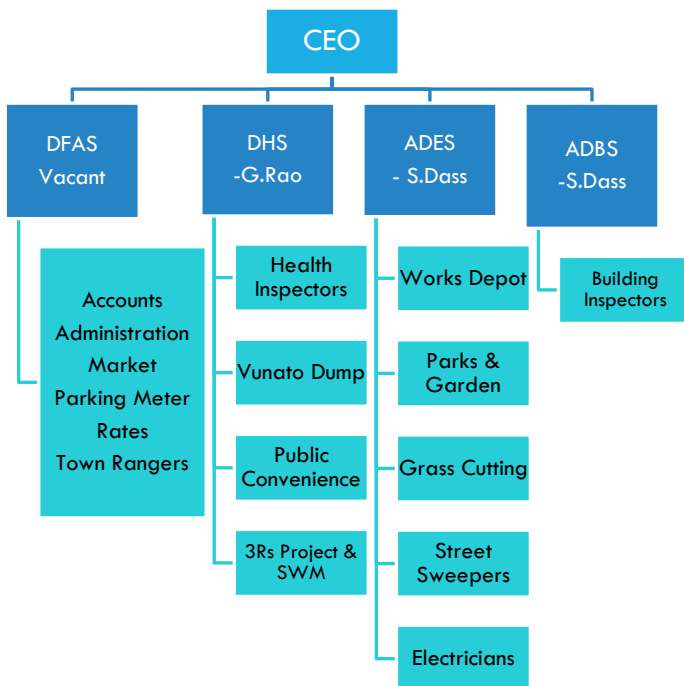 CEO
DFAS
Vacant
DHS
-G.Rao
ADES
- S.Dass
ADBS
-S.Dass
Accounts
Administration
Market
Parking Meter
Rates
Town Rangers
Health
Inspectors
Vunato Dump
Public
Convenience
3Rs Project &
SWM
Works Depot
Parks &
Garden
Grass Cutting
Street
Sweepers
Electricians
Building
Inspectors